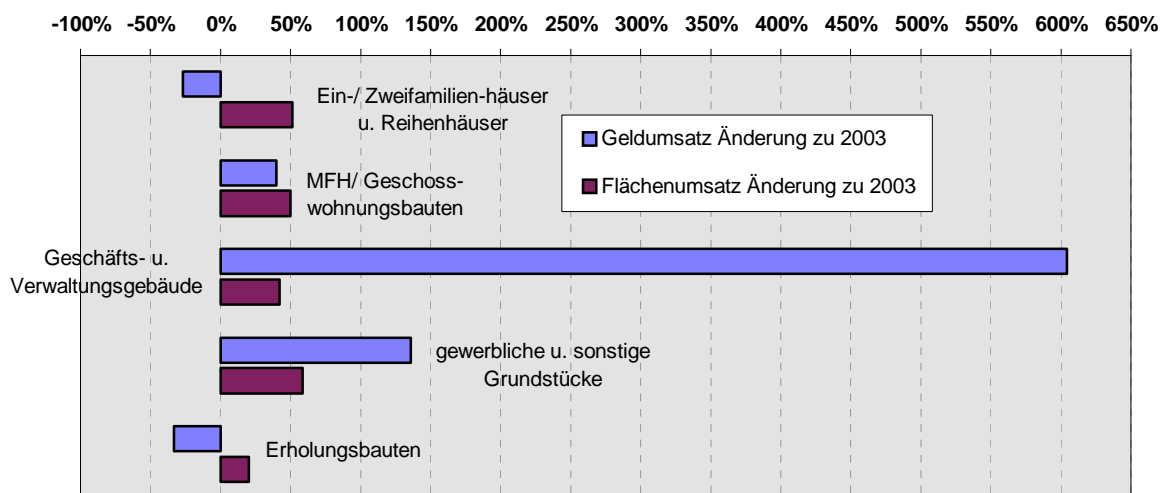 -100% -50% 0% 50% 100% 150% 200% 250% 300% 350% 400% 450% 500% 550% 600% 650%
Ein-/ Zweifamilien-häuser
u. Reihenhäuser
Geldumsatz Änderung zu 2003
Flächenumsatz Änderung zu 2003
MFH/ Geschoss-
wohnungsbauten
Geschäfts- u.
Verwaltungsgebäude
gewerbliche u. sonstige
Grundstücke
Erholungsbauten